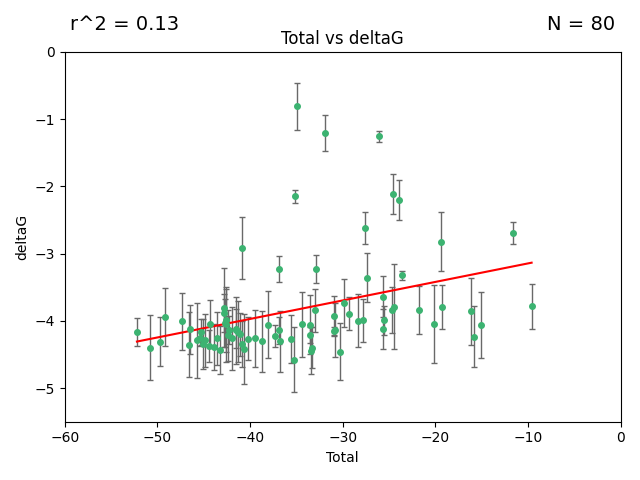 r^2 = 0.13
N = 80
Total vs deltaG
0
−1
−2
−3
−4
−5
deltaG
−60 −50 −40 −30 −20 −10 0
Total